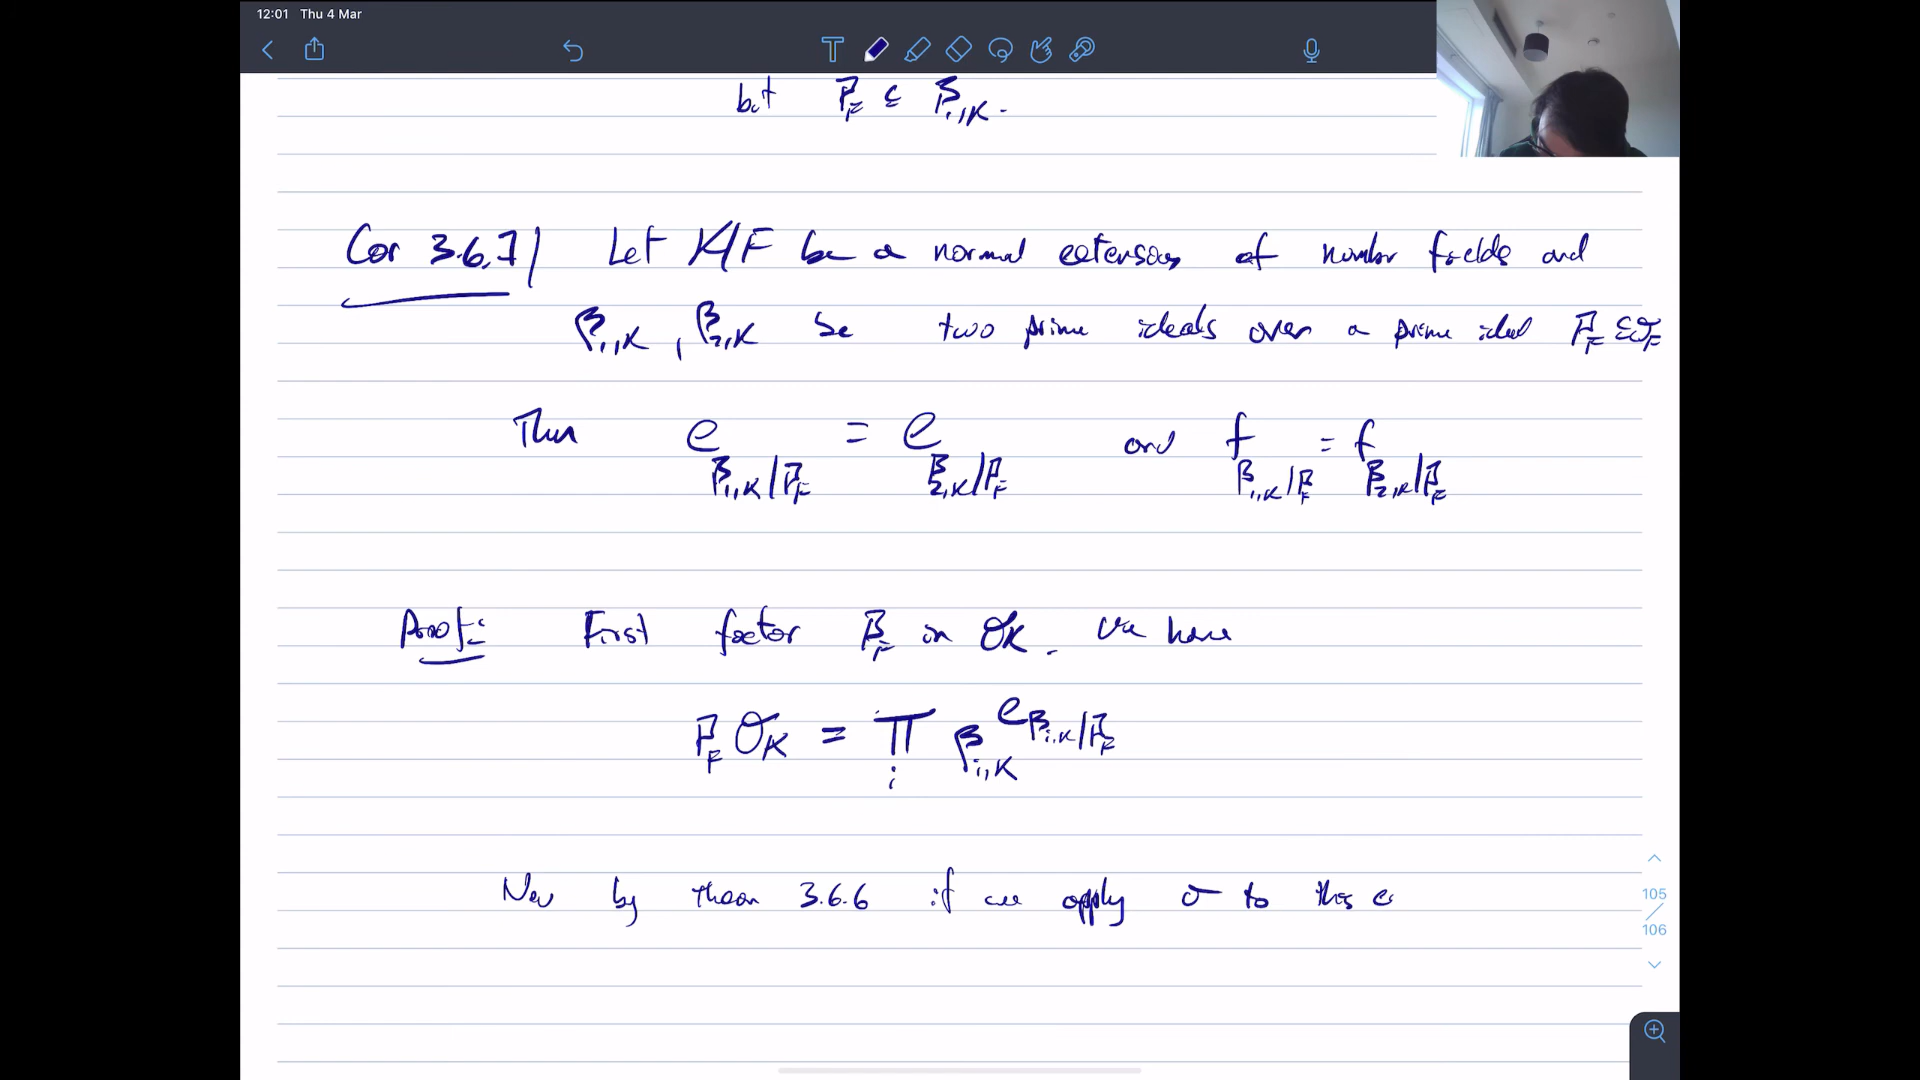 12:01 Thu 4 Mar
but 𝔭_F ⊆ 𝔭_{1,K}.
Cor 3.6.7 | Let K/F be a normal extension of number fields and
𝔭_{1,K}, 𝔭_{2,K} be two prime ideals over a prime ideal 𝔭_F ⊆ 𝒪_F
Then e_{𝔭_{1,K}/𝔭_F} = e_{𝔭_{2,K}/𝔭_F} and f_{𝔭_{1,K}/𝔭_F} = f_{𝔭_{2,K}/𝔭_F}
Proof: First factor 𝔭_F in 𝒪_K. We have
𝔭_F 𝒪_K = ∏_i 𝔭_{i,K}^{e_{𝔭_{i,K}/𝔭_F}}
Now by theom 3.6.6 if we apply σ to this e
105
106